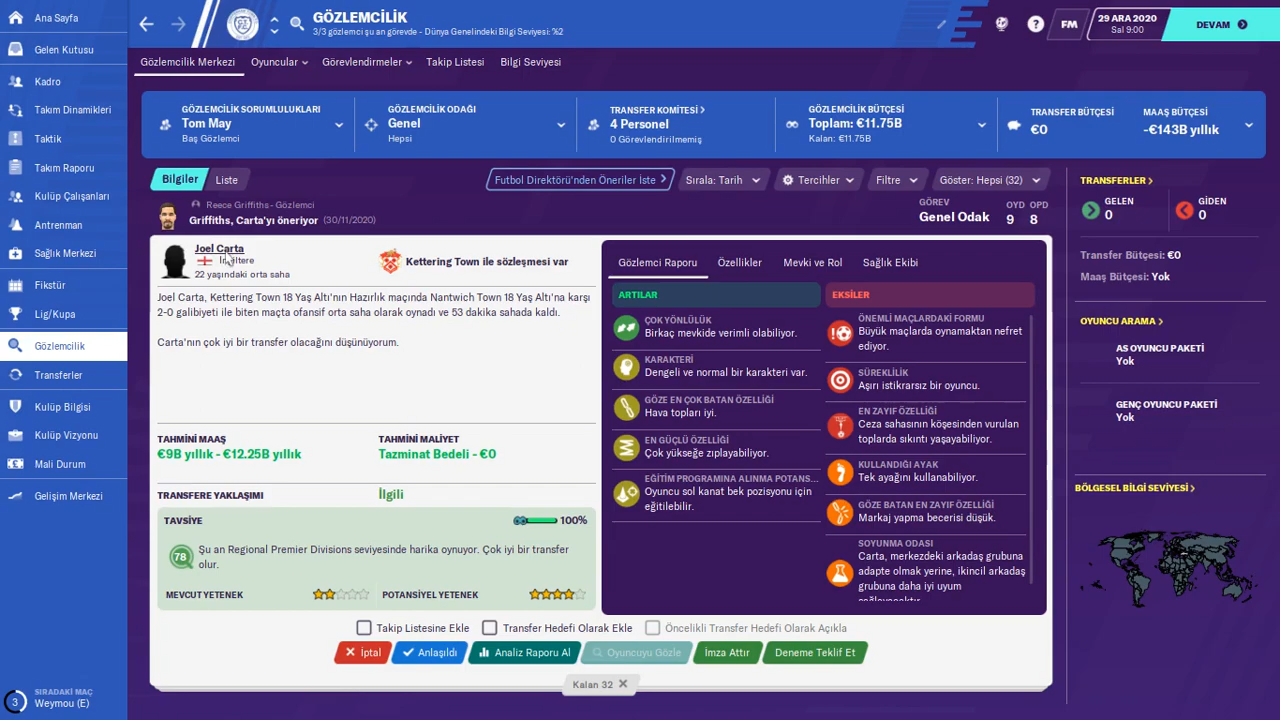 Ana Sayfa
Gelen Kutusu
Kadro
Takım Dinamikleri
Taktik
Takım Raporu
Kulüp Çalışanları
Antrenman
Sağlık Merkezi
Fikstür
Lig/Kupa
Gözlemcilik
Transferler
Kulüp Bilgisi
Kulüp Vizyonu
Mali Durum
Gelişim Merkezi
3
SIRADAKİ MAÇ
Weymou (E)
GÖZLEMCİLİK
3/3 gözlemci şu an görevde - Dünya Genelindeki Bilgi Seviyesi: %2
?
FM
29 ARA 2020
Sal 9:00
DEVAM
Gözlemcilik Merkezi
Oyuncular
Görevlendirmeler
Takip Listesi
Bilgi Seviyesi
GÖZLEMCİLİK SORUMLULUKLARI
Tom May
Baş Gözlemci
GÖZLEMCİLİK ODAĞI
Genel
Hepsi
TRANSFER KOMİTESİ >
4 Personel
0 Görevlendirilmemiş
GÖZLEMCİLİK BÜTÇESİ
Toplam: €11.75B
Kalan: €11.75B
TRANSFER BÜTÇESİ
€0
MAAŞ BÜTÇESİ
-€143B yıllık
Bilgiler
Liste
Futbol Direktörü'nden Öneriler İste >
Sırala: Tarih
Tercihler
Filtre
Göster: Hepsi (32)
Reece Griffiths - Gözlemci
Griffiths, Carta'yı öneriyor (30/11/2020)
GÖREV
Genel Odak
OYD
9
OPD
8
Joel Carta
22 yaşındaki orta saha
Kettering Town ile sözleşmesi var
Joel Carta, Kettering Town 18 Yaş Altı'nın Hazırlık maçında Nantwich Town 18 Yaş Altı'na karşı
2-0 galibiyeti ile biten maçta ofansif orta saha olarak oynadı ve 53 dakika sahada kaldı.
Carta'nın çok iyi bir transfer olacağını düşünüyorum.
TAHMİNİ MAAŞ
€9B yıllık - €12.25B yıllık
TAHMİNİ MALİYET
Tazminat Bedeli - €0
TRANSFERE YAKLAŞIMI
İlgili
TAVSİYE
100%
78
Şu an Regional Premier Divisions seviyesinde harika oynuyor. Çok iyi bir transfer
olur.
MEVCUT YETENEK
POTANSİYEL YETENEK
Gözlemci Raporu
Özellikler
Mevki ve Rol
Sağlık Ekibi
ARTILAR
ÇOK YÖNLÜLÜK
Birkaç mevkide verimli olabiliyor.
KARAKTERİ
Dengeli ve normal bir karakteri var.
GÖZE EN ÇOK BATAN ÖZELLİĞİ
Hava topları iyi.
EN GÜÇLÜ ÖZELLİĞİ
Çok yükseğe zıplayabiliyor.
EĞİTİM PROGRAMINA ALINMA POTANS...
Oyuncu sol kanat bek pozisyonu için
eğitilebilir.
EKSİLER
ÖNEMLİ MAÇLARDAKİ FORMU
Büyük maçlarda oynamaktan nefret
ediyor.
SÜREKLİLİK
Aşırı istikrarsız bir oyuncu.
EN ZAYIF ÖZELLİĞİ
Ceza sahasının köşesinden vurulan
toplarda sıkıntı yaşayabiliyor.
KULLANDIĞI AYAK
Tek ayağını kullanabiliyor.
GÖZE BATAN EN ZAYIF ÖZELLİĞİ
Markaj yapma becerisi düşük.
SOYUNMA ODASI
Carta, merkezdeki arkadaş grubuna
adapte olmak yerine, ikincil arkadaş
grubuna daha iyi uyum
Takip Listesine Ekle
Transfer Hedefi Olarak Ekle
Öncelikli Transfer Hedefi Olarak Açıkla
İptal
Anlaşıldı
Analiz Raporu Al
Oyuncuyu Gözle
İmza Attır
Deneme Teklif Et
Kalan 32
TRANSFERLER >
GELEN
0
GİDEN
0
Transfer Bütçesi: €0
Maaş Bütçesi: Yok
OYUNCU ARAMA >
AS OYUNCU PAKETİ
Yok
GENÇ OYUNCU PAKETİ
Yok
BÖLGESEL BİLGİ SEVİYESİ >